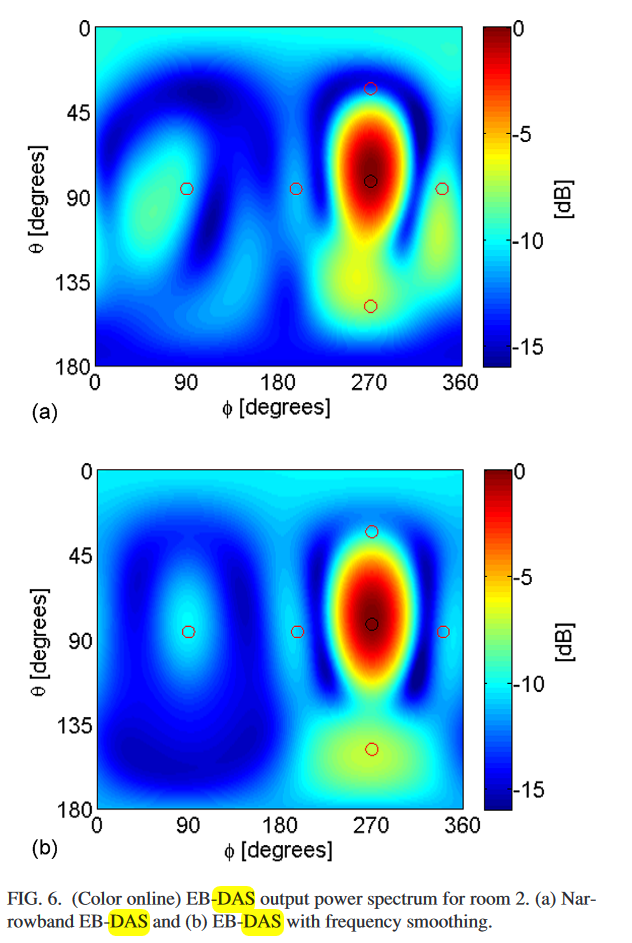 0
45
90
135
180
θ [degrees]
0 90 180 270 360
ϕ [degrees]
0
-5
-10
-15
[dB]
(a)
0
45
90
135
180
θ [degrees]
0 90 180 270 360
ϕ [degrees]
0
-5
-10
-15
[dB]
(b)
FIG. 6. (Color online) EB-DAS output power spectrum for room 2. (a) Nar-
rowband EB-DAS and (b) EB-DAS with frequency smoothing.